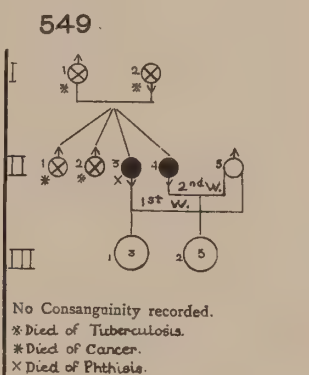 549.
I 1 2
* *
II 1 2 3 4 5
* * ×
2nd W.
1st W.
III 1 3 2 5
No Consanguinity recorded.
* Died of Tuberculosis.
* Died of Cancer.
× Died of Phthisis.